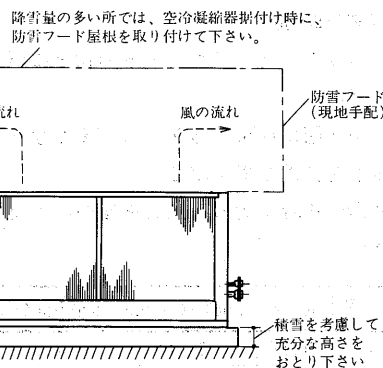 降雪量の多い所では、空冷凝縮器据付け時に、
防雪フード屋根を取り付けて下さい。
流れ
風の流れ
防雪フード
(現地手配)
積雪を考慮して
充分な高さを
おとり下さい